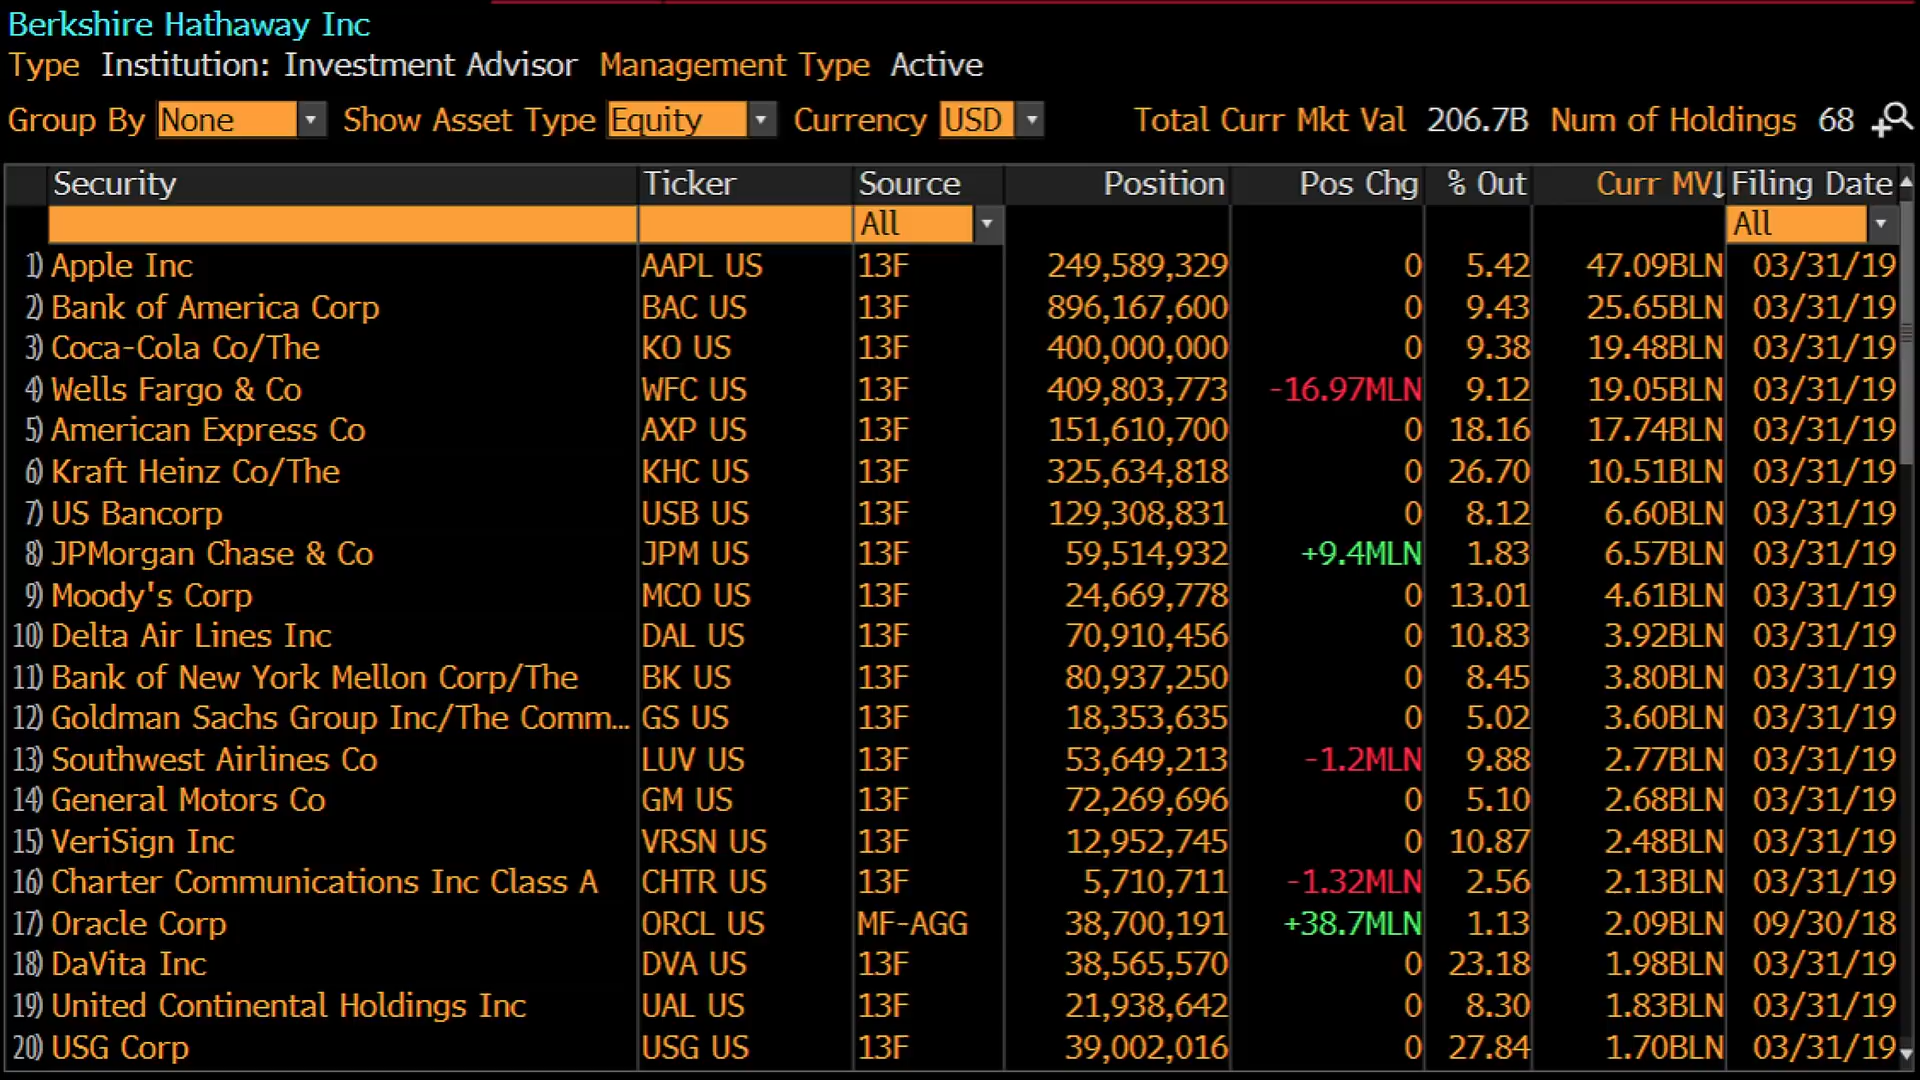 Berkshire Hathaway Inc
Type Institution: Investment Advisor Management Type Active
Group By None Show Asset Type Equity Currency USD Total Curr Mkt Val 206.7B Num of Holdings 68
Security Ticker Source Position Pos Chg % Out Curr MV↓ Filing Date
All All
1) Apple Inc AAPL US 13F 249,589,329 0 5.42 47.09BLN 03/31/19
2) Bank of America Corp BAC US 13F 896,167,600 0 9.43 25.65BLN 03/31/19
3) Coca-Cola Co/The KO US 13F 400,000,000 0 9.38 19.48BLN 03/31/19
4) Wells Fargo & Co WFC US 13F 409,803,773 -16.97MLN 9.12 19.05BLN 03/31/19
5) American Express Co AXP US 13F 151,610,700 0 18.16 17.74BLN 03/31/19
6) Kraft Heinz Co/The KHC US 13F 325,634,818 0 26.70 10.51BLN 03/31/19
7) US Bancorp USB US 13F 129,308,831 0 8.12 6.60BLN 03/31/19
8) JPMorgan Chase & Co JPM US 13F 59,514,932 +9.4MLN 1.83 6.57BLN 03/31/19
9) Moody's Corp MCO US 13F 24,669,778 0 13.01 4.61BLN 03/31/19
10) Delta Air Lines Inc DAL US 13F 70,910,456 0 10.83 3.92BLN 03/31/19
11) Bank of New York Mellon Corp/The BK US 13F 80,937,250 0 8.45 3.80BLN 03/31/19
12) Goldman Sachs Group Inc/The Comm... GS US 13F 18,353,635 0 5.02 3.60BLN 03/31/19
13) Southwest Airlines Co LUV US 13F 53,649,213 -1.2MLN 9.88 2.77BLN 03/31/19
14) General Motors Co GM US 13F 72,269,696 0 5.10 2.68BLN 03/31/19
15) VeriSign Inc VRSN US 13F 12,952,745 0 10.87 2.48BLN 03/31/19
16) Charter Communications Inc Class A CHTR US 13F 5,710,711 -1.32MLN 2.56 2.13BLN 03/31/19
17) Oracle Corp ORCL US MF-AGG 38,700,191 +38.7MLN 1.13 2.09BLN 09/30/18
18) DaVita Inc DVA US 13F 38,565,570 0 23.18 1.98BLN 03/31/19
19) United Continental Holdings Inc UAL US 13F 21,938,642 0 8.30 1.83BLN 03/31/19
20) USG Corp USG US 13F 39,002,016 0 27.84 1.70BLN 03/31/19